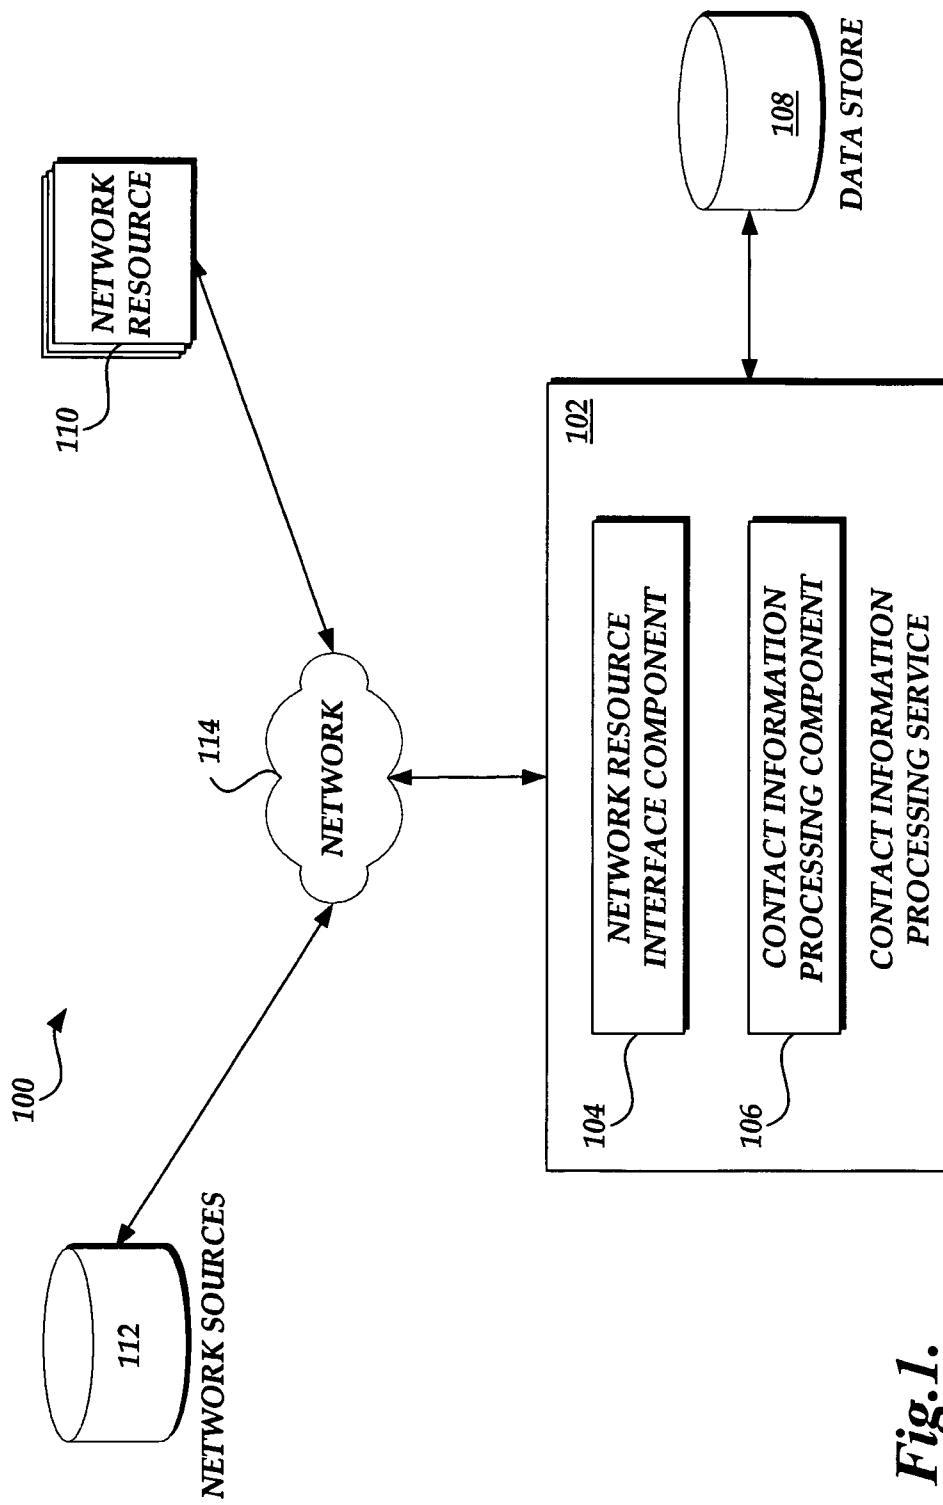 100
112
NETWORK SOURCES
114
NETWORK
110
NETWORK
RESOURCE
102
104
NETWORK RESOURCE
INTERFACE COMPONENT
106
CONTACT INFORMATION
PROCESSING COMPONENT
CONTACT INFORMATION
PROCESSING SERVICE
108
DATA STORE
Fig.1.